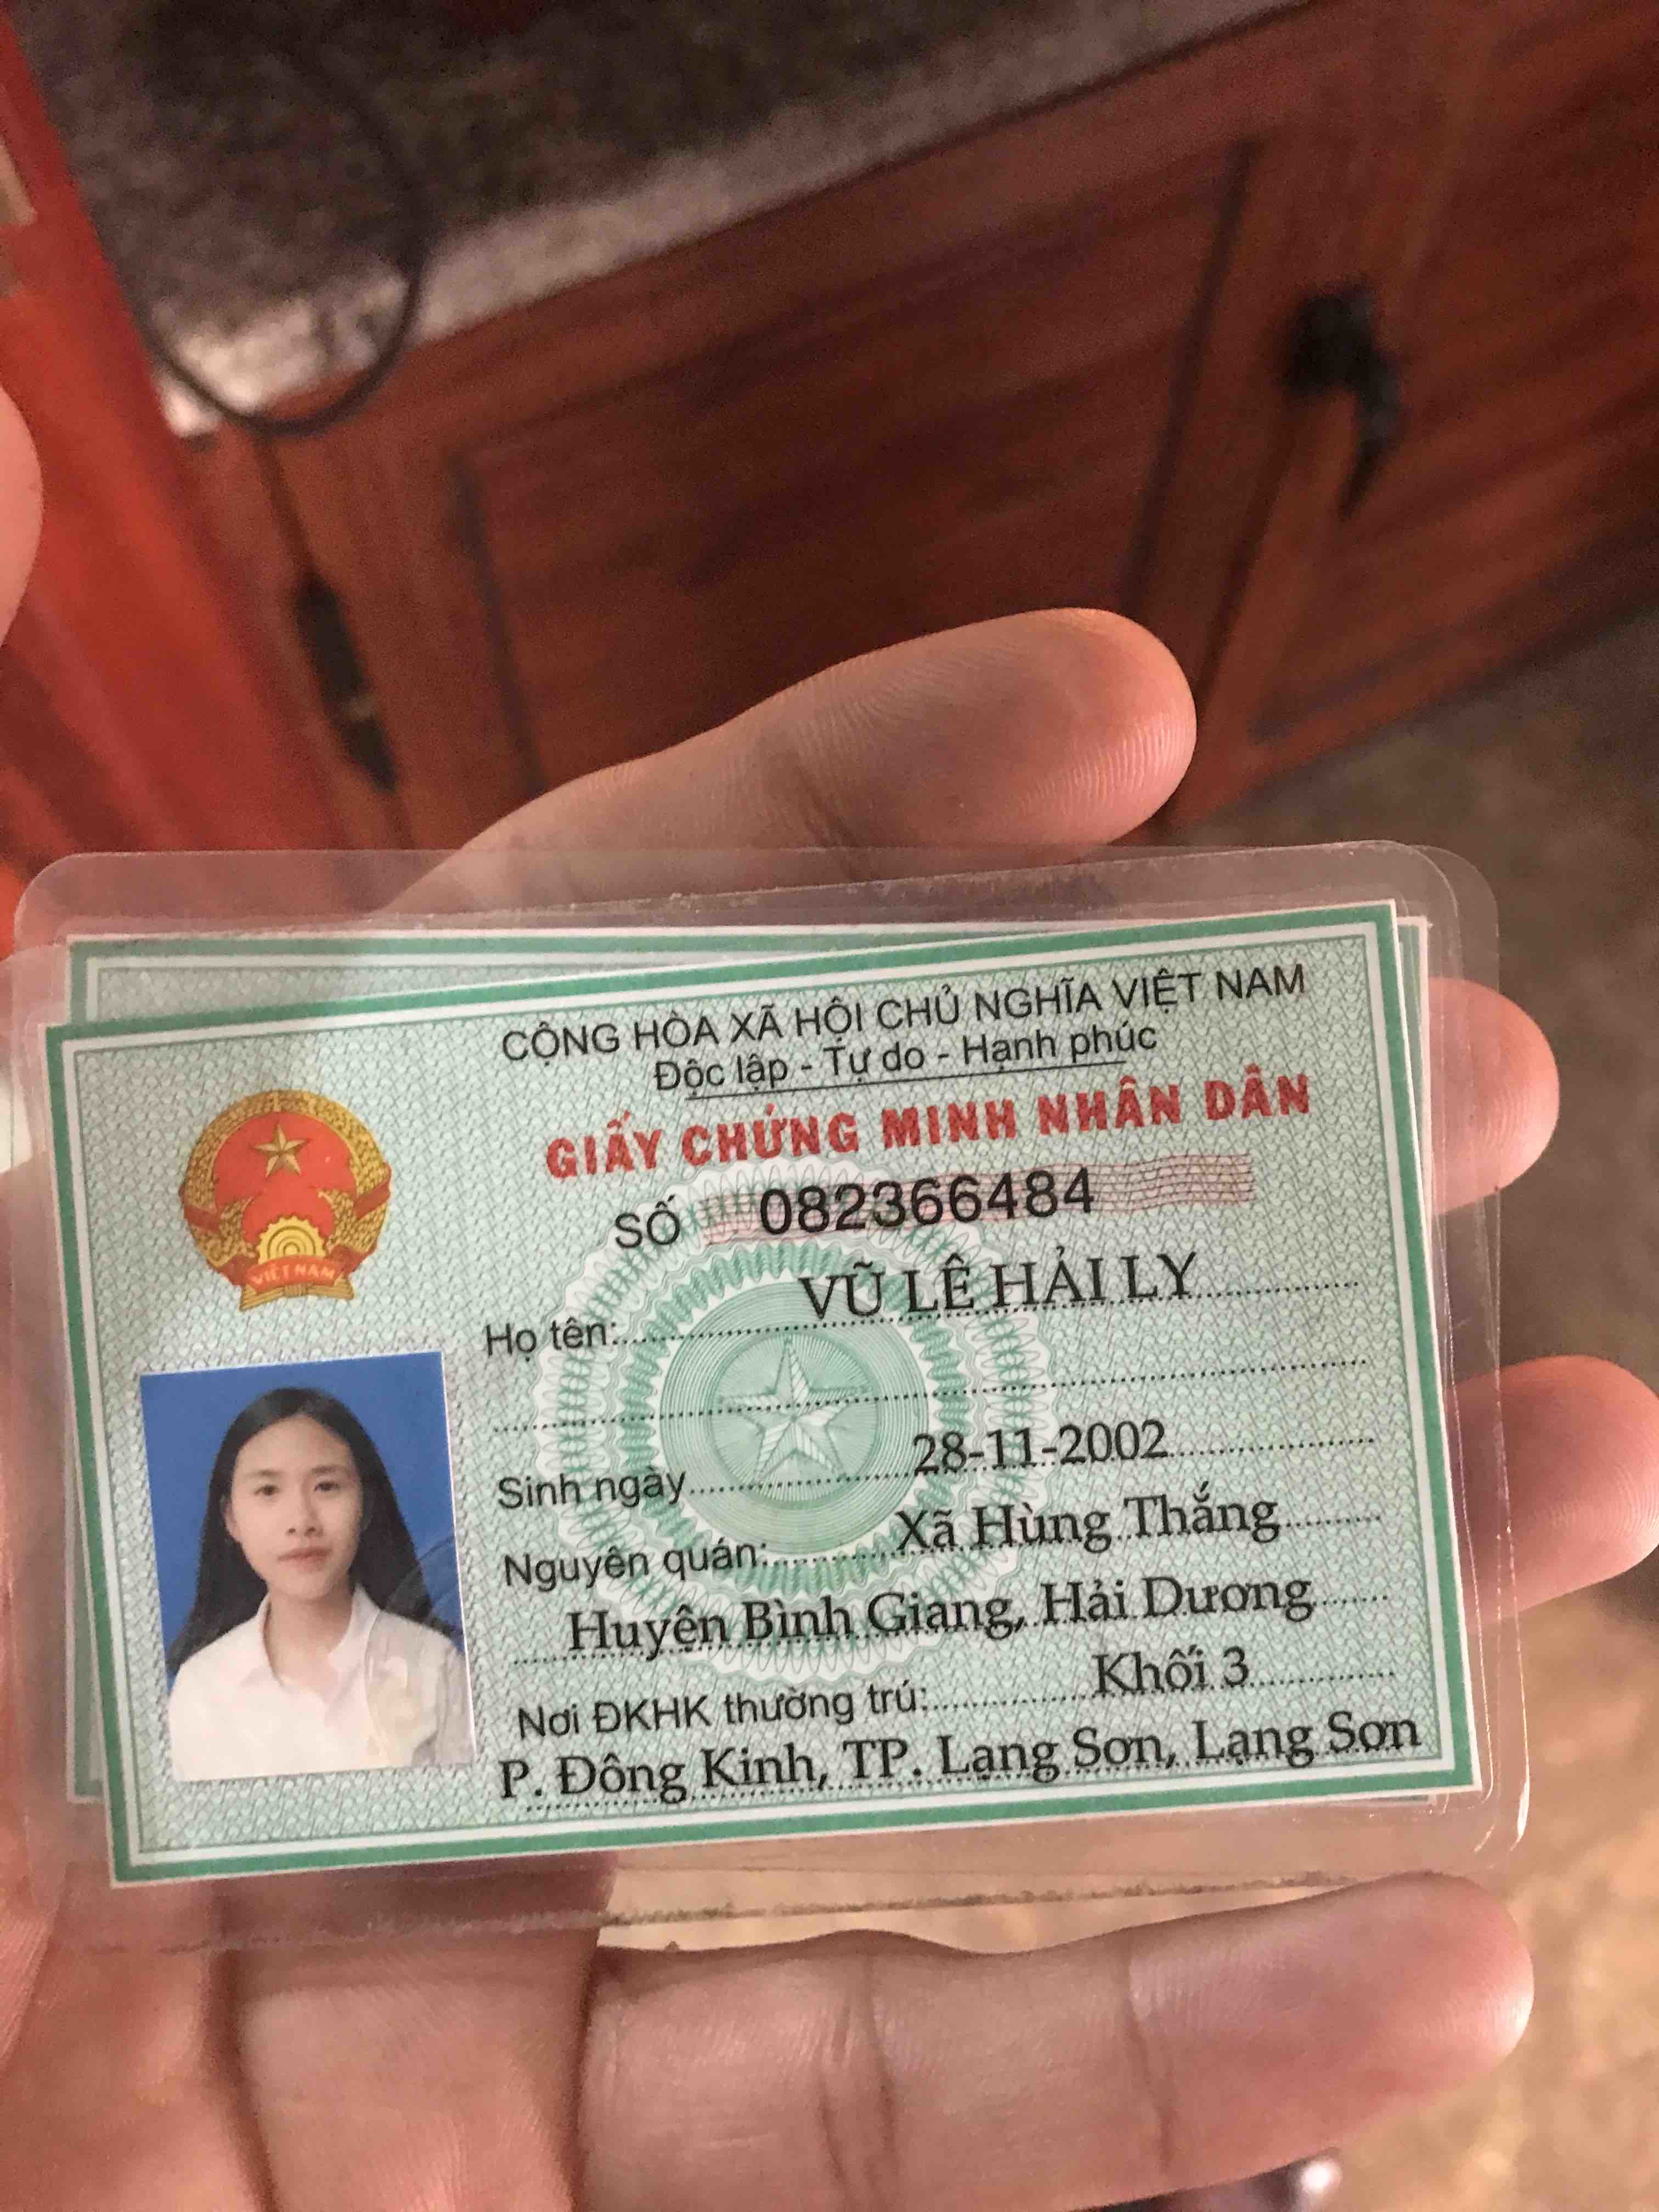 CỘNG HÒA XÃ HỘI CHỦ NGHĨA VIỆT NAM
Độc lập - Tự do - Hạnh phúc
GIẤY CHỨNG MINH NHÂN DÂN
SỐ 082366484
Họ tên: VŨ LÊ HẢI LY
Sinh ngày 28-11-2002
Nguyên quán: Xã Hùng Thắng
Huyện Bình Giang, Hải Dương
Nơi ĐKHK thường trú: Khối 3
P. Đông Kinh, TP. Lạng Sơn, Lạng Sơn
VIỆT NAM